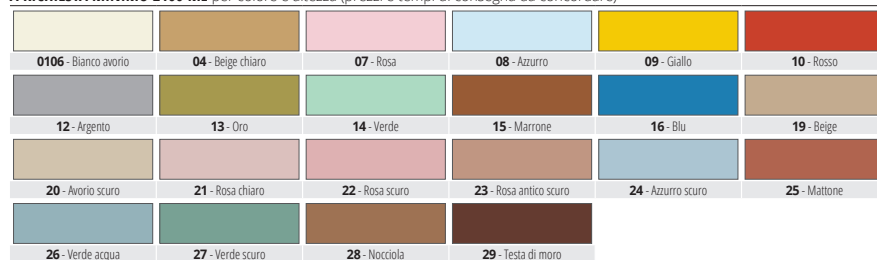 per colore e altezza (prezzi e tempi di consegna da concordare)
0106 - Bianco avorio 04 - Beige chiaro 07 - Rosa 08 - Azzurro 09 - Giallo 10 - Rosso
12 - Argento 13 - Oro 14 - Verde 15 - Marrone 16 - Blu 19 - Beige
20 - Avorio scuro 21 - Rosa chiaro 22 - Rosa scuro 23 - Rosa antico scuro 24 - Azzurro scuro 25 - Mattone
26 - Verde acqua 27 - Verde scuro 28 - Nocciola 29 - Testa di moro